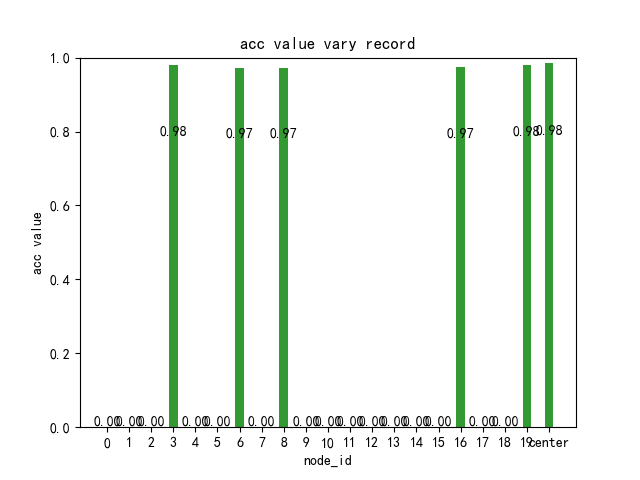 acc value vary record
1.0
0.8
0.6
0.4
0.2
0.0
acc value
0.98 0.97 0.97 0.97 0.98 0.98
0.00 0.00 0.00 0.00 0.00 0.00 0.00 0.00 0.00 0.00 0.00 0.00 0.00 0.00 0.00
0 1 2 3 4 5 6 7 8 9 10 11 12 13 14 15 16 17 18 19 center
node_id